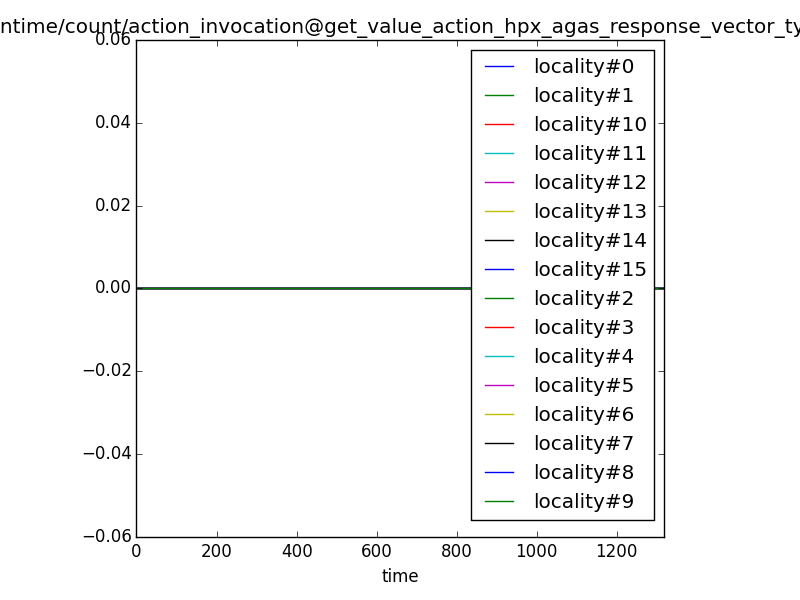 ntime/count/action_invocation@get_value_action_hpx_agas_response_vector_ty
0.06
0.04
0.02
0.00
−0.02
−0.04
−0.06
0 200 400 600 800 1000 1200
time
locality#0
locality#1
locality#10
locality#11
locality#12
locality#13
locality#14
locality#15
locality#2
locality#3
locality#4
locality#5
locality#6
locality#7
locality#8
locality#9